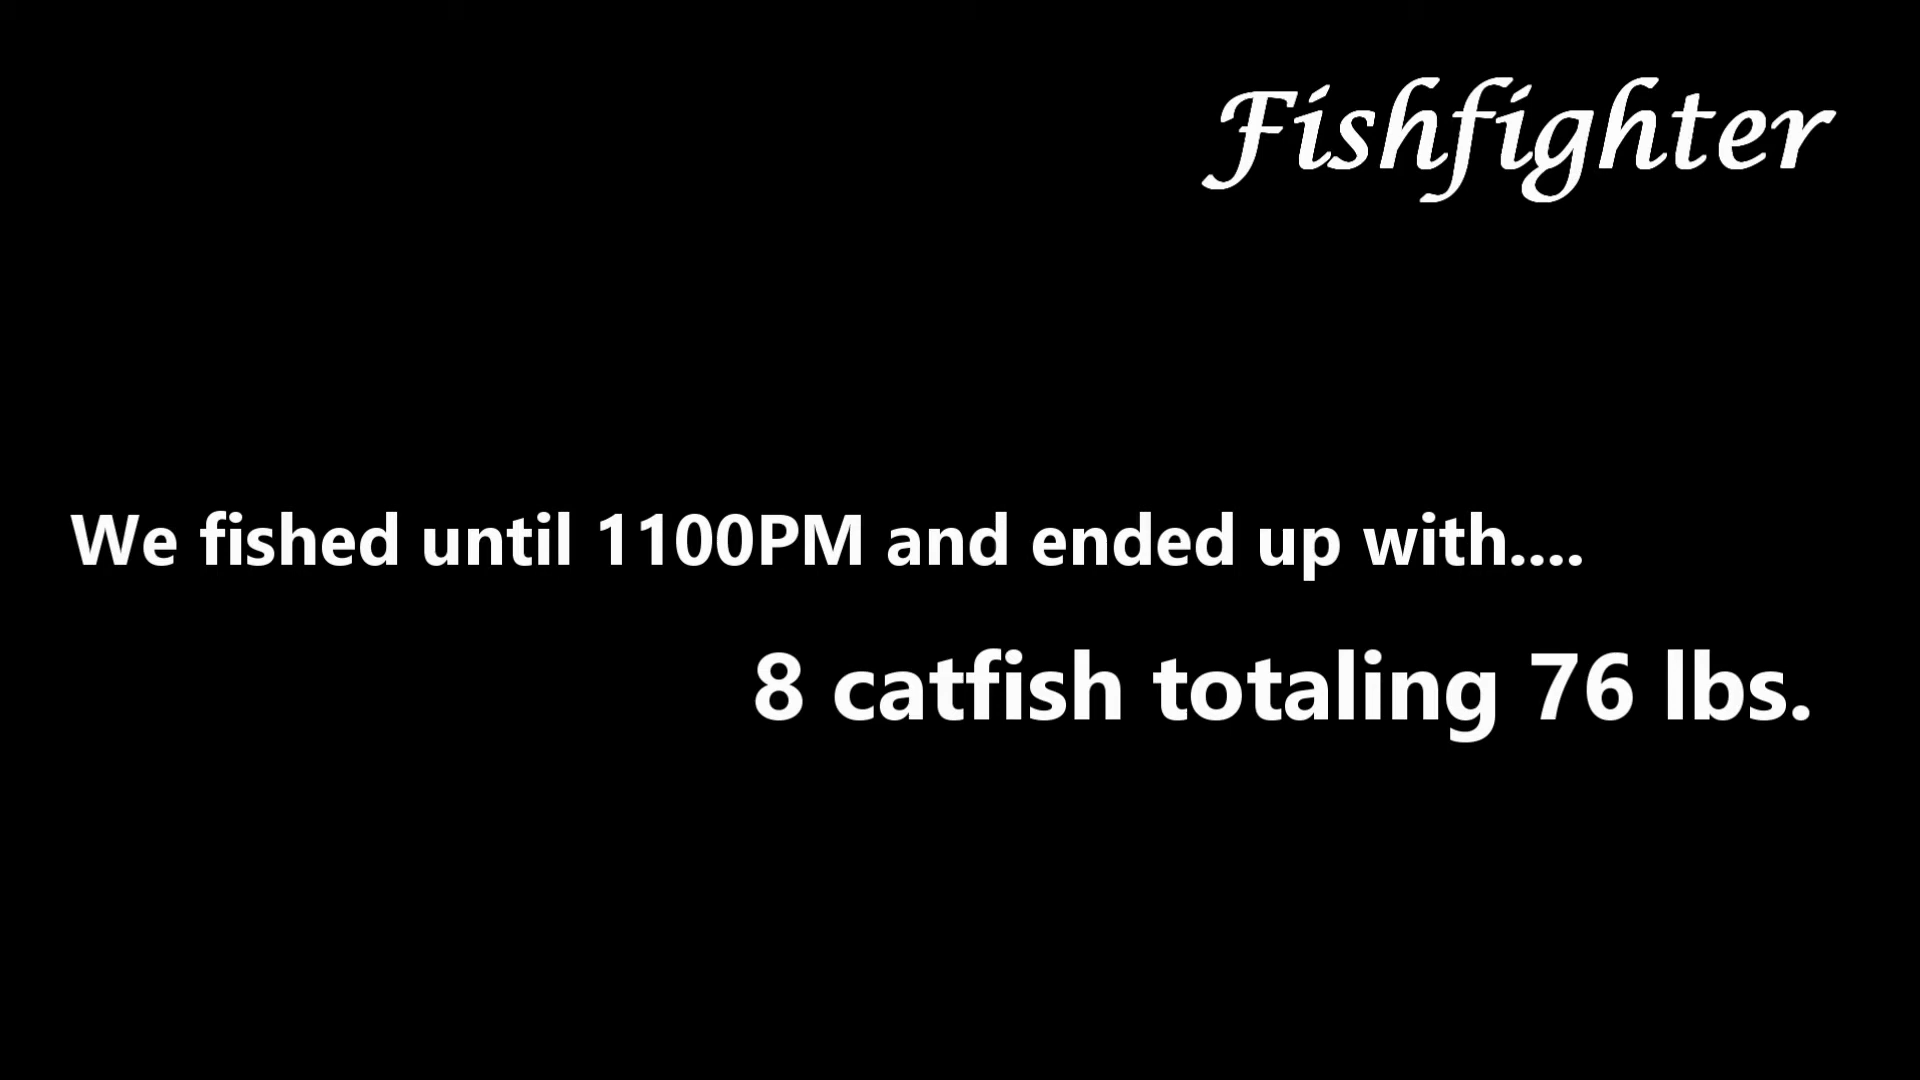 Fishfighter
We fished until 1100PM and ended up with....
8 catfish totaling 76 lbs.